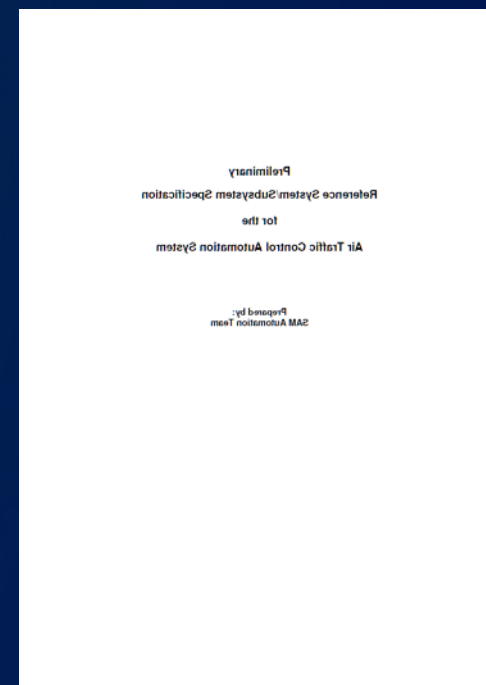 Preliminary
Reference System/Subsystem Specification
for the
Air Traffic Control Automation System
Prepared by:
SAM Automation Team